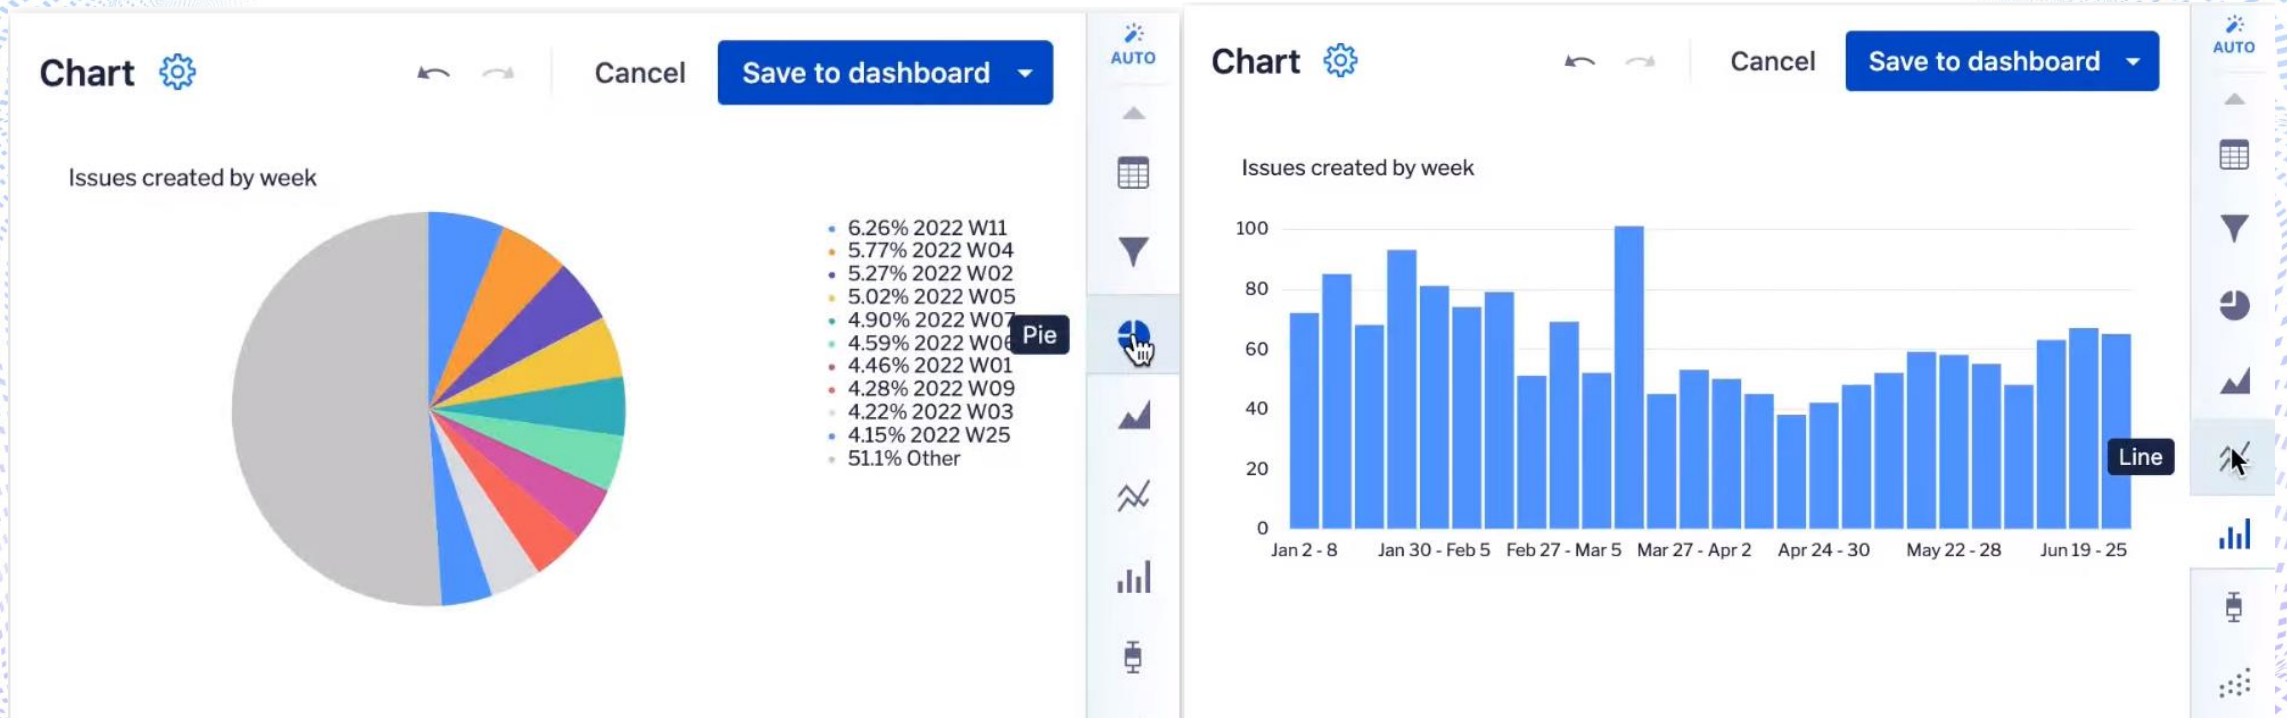 Chart
Cancel
Save to dashboard
AUTO
Issues created by week
6.26% 2022 W11
5.77% 2022 W04
5.27% 2022 W02
5.02% 2022 W05
4.90% 2022 W07
4.59% 2022 W06
4.46% 2022 W01
4.28% 2022 W09
4.22% 2022 W03
4.15% 2022 W25
51.1% Other
Pie
Chart
Cancel
Save to dashboard
AUTO
Issues created by week
100
80
60
40
20
0
Jan 2 - 8 Jan 30 - Feb 5 Feb 27 - Mar 5 Mar 27 - Apr 2 Apr 24 - 30 May 22 - 28 Jun 19 - 25
Line